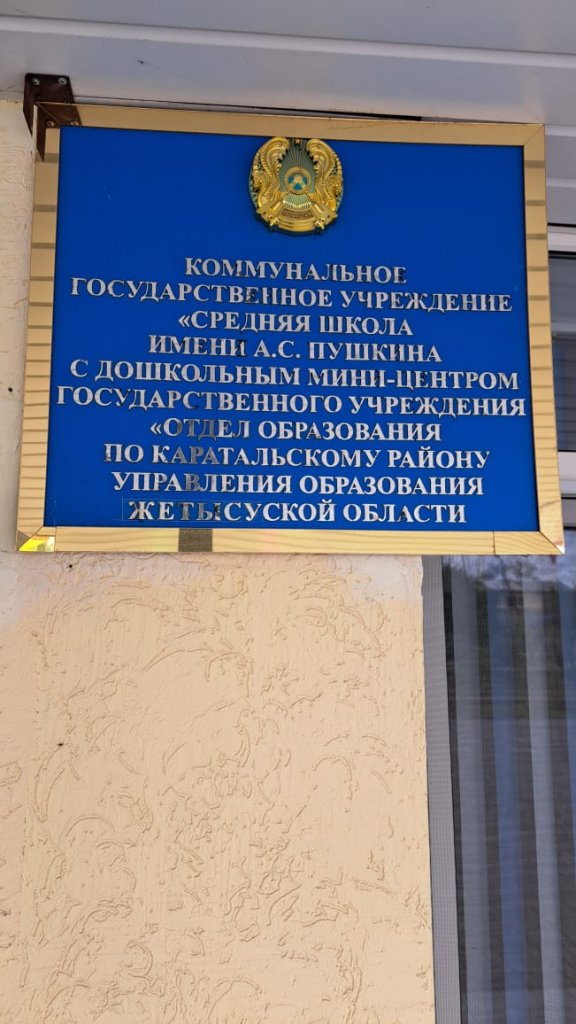 КОММУНАЛЬНОЕ
ГОСУДАРСТВЕННОЕ УЧРЕЖДЕНИЕ
«СРЕДНЯЯ ШКОЛА
ИМЕНИ А.С. ПУШКИНА
С ДОШКОЛЬНЫМ МИНИ-ЦЕНТРОМ
ГОСУДАРСТВЕННОГО УЧРЕЖДЕНИЯ
«ОТДЕЛ ОБРАЗОВАНИЯ
ПО КАРАТАЛЬСКОМУ РАЙОНУ
УПРАВЛЕНИЯ ОБРАЗОВАНИЯ
ЖЕТЫСУСКОЙ ОБЛАСТИ